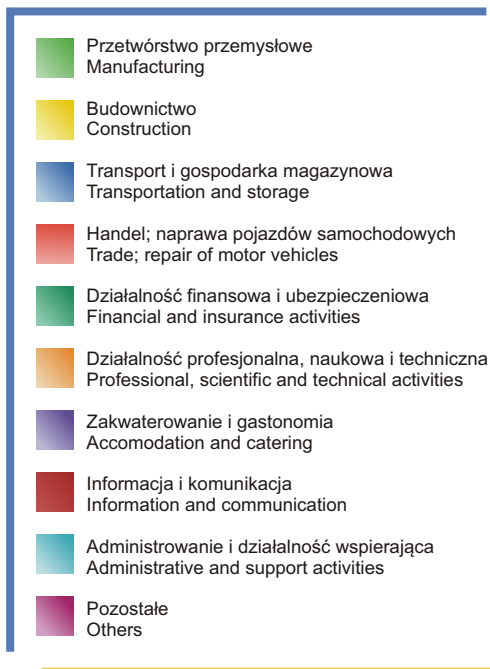 Przetwórstwo przemysłowe
Manufacturing
Budownictwo
Construction
Transport i gospodarka magazynowa
Transportation and storage
Handel; naprawa pojazdów samochodowych
Trade; repair of motor vehicles
Działalność finansowa i ubezpieczeniowa
Financial and insurance activities
Działalność profesjonalna, naukowa i techniczna
Professional, scientific and technical activities
Zakwaterowanie i gastonomia
Accomodation and catering
Informacja i komunikacja
Information and communication
Administrowanie i działalność wspierająca
Administrative and support activities
Pozostałe
Others